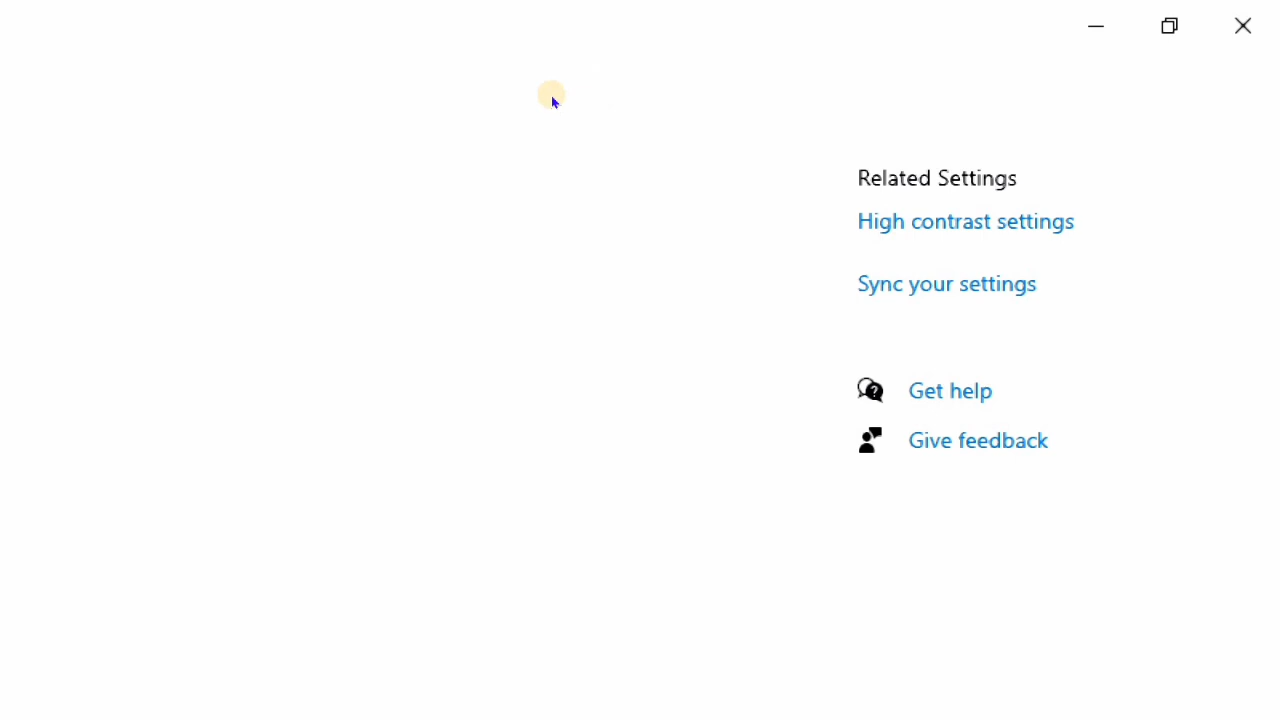 Related Settings
High contrast settings
Sync your settings
Get help
Give feedback